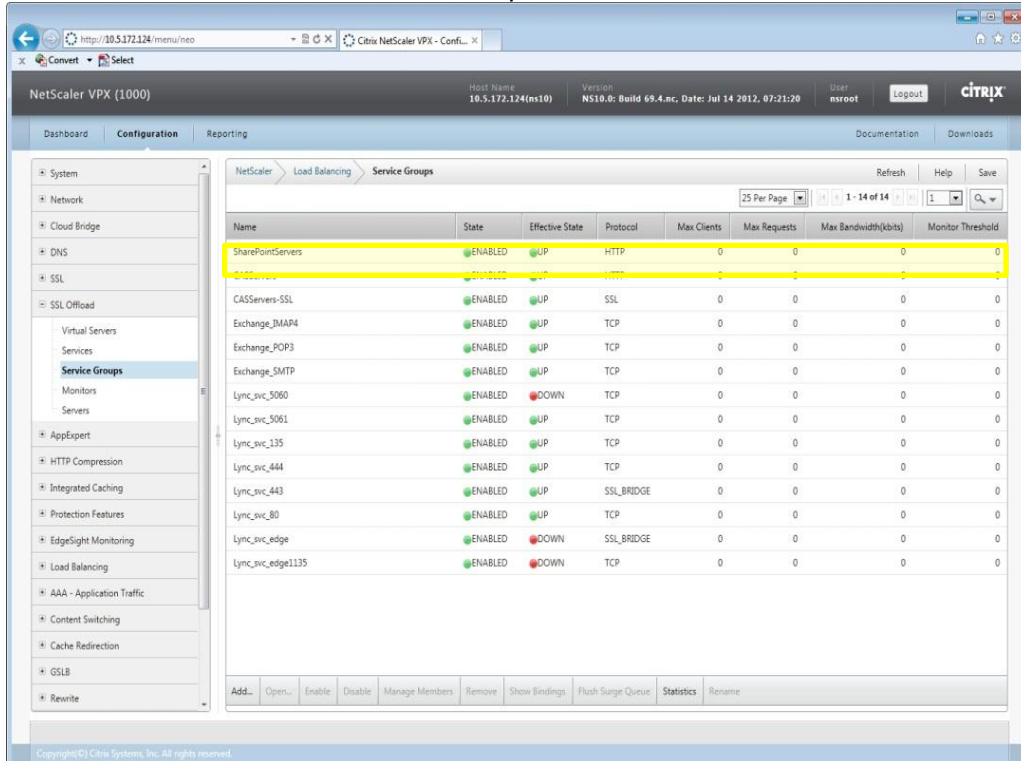 http://10.5.172.124/menu/neo
Citrix NetScaler VPX - Confi...
x Convert Select
NetScaler VPX (1000)
Host Name
10.5.172.124(ns10)
Version
NS10.0: Build 69.4.nc, Date: Jul 14 2012, 07:21:20
User
nsroot
Logout
CITRIX
Dashboard Configuration Reporting Documentation Downloads
System
Network
Cloud Bridge
DNS
SSL
SSL Offload
Virtual Servers
Services
Service Groups
Monitors
Servers
AppExpert
HTTP Compression
Integrated Caching
Protection Features
EdgeSight Monitoring
Load Balancing
AAA - Application Traffic
Content Switching
Cache Redirection
GSLB
Rewrite
NetScaler Load Balancing Service Groups Refresh Help Save
25 Per Page 1 - 14 of 14 1
Name State Effective State Protocol Max Clients Max Requests Max Bandwidth(kbits) Monitor Threshold
SharePointServers ENABLED UP HTTP 0 0 0 0
CASServers-SSL ENABLED UP SSL 0 0 0 0
Exchange_IMAP4 ENABLED UP TCP 0 0 0 0
Exchange_POP3 ENABLED UP TCP 0 0 0 0
Exchange_SMTP ENABLED UP TCP 0 0 0 0
Lync_svc_5060 ENABLED DOWN TCP 0 0 0 0
Lync_svc_5061 ENABLED UP TCP 0 0 0 0
Lync_svc_135 ENABLED UP TCP 0 0 0 0
Lync_svc_444 ENABLED UP TCP 0 0 0 0
Lync_svc_443 ENABLED UP SSL_BRIDGE 0 0 0 0
Lync_svc_80 ENABLED UP TCP 0 0 0 0
Lync_svc_edge ENABLED DOWN SSL_BRIDGE 0 0 0 0
Lync_svc_edge1135 ENABLED DOWN TCP 0 0 0 0
Add... Open... Enable Disable Manage Members Remove Show Bindings Flush Surge Queue Statistics Rename
Copyright(©) Citrix Systems, Inc. All rights reserved.